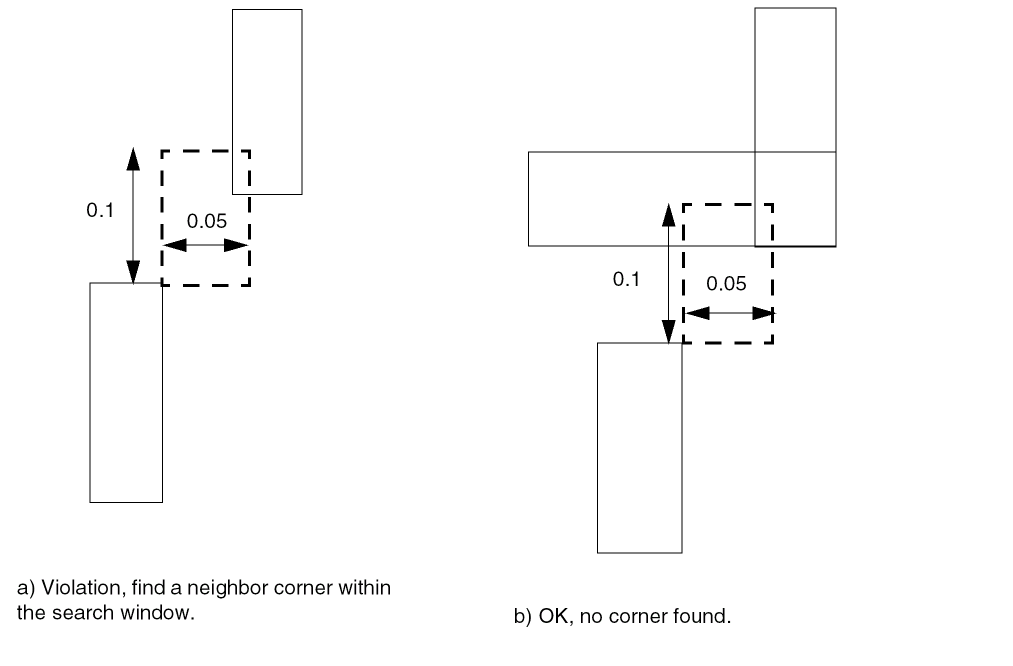 0.1
0.05
0.1
0.05
a) Violation, find a neighbor corner within
the search window.
b) OK, no corner found.